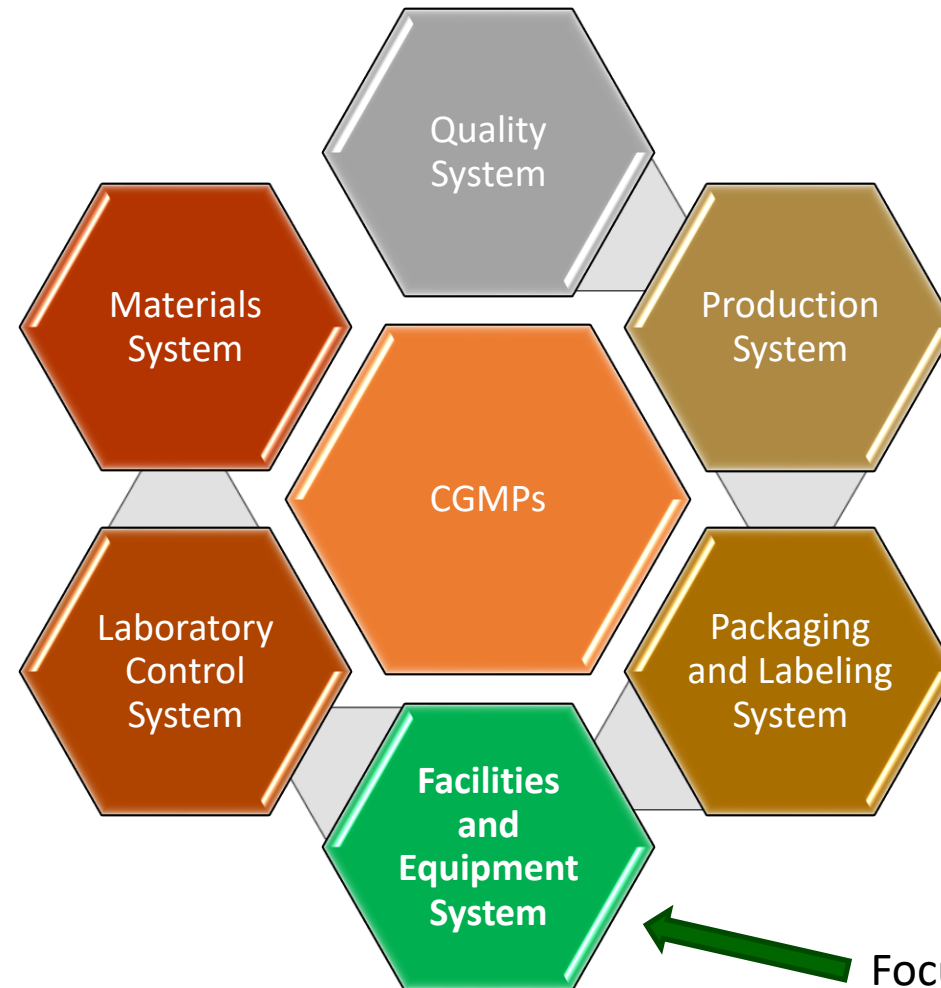 Quality
System
Materials
System
Production
System
CGMPs
Laboratory
Control
System
Packaging
and Labeling
System
Facilities
and
Equipment
System